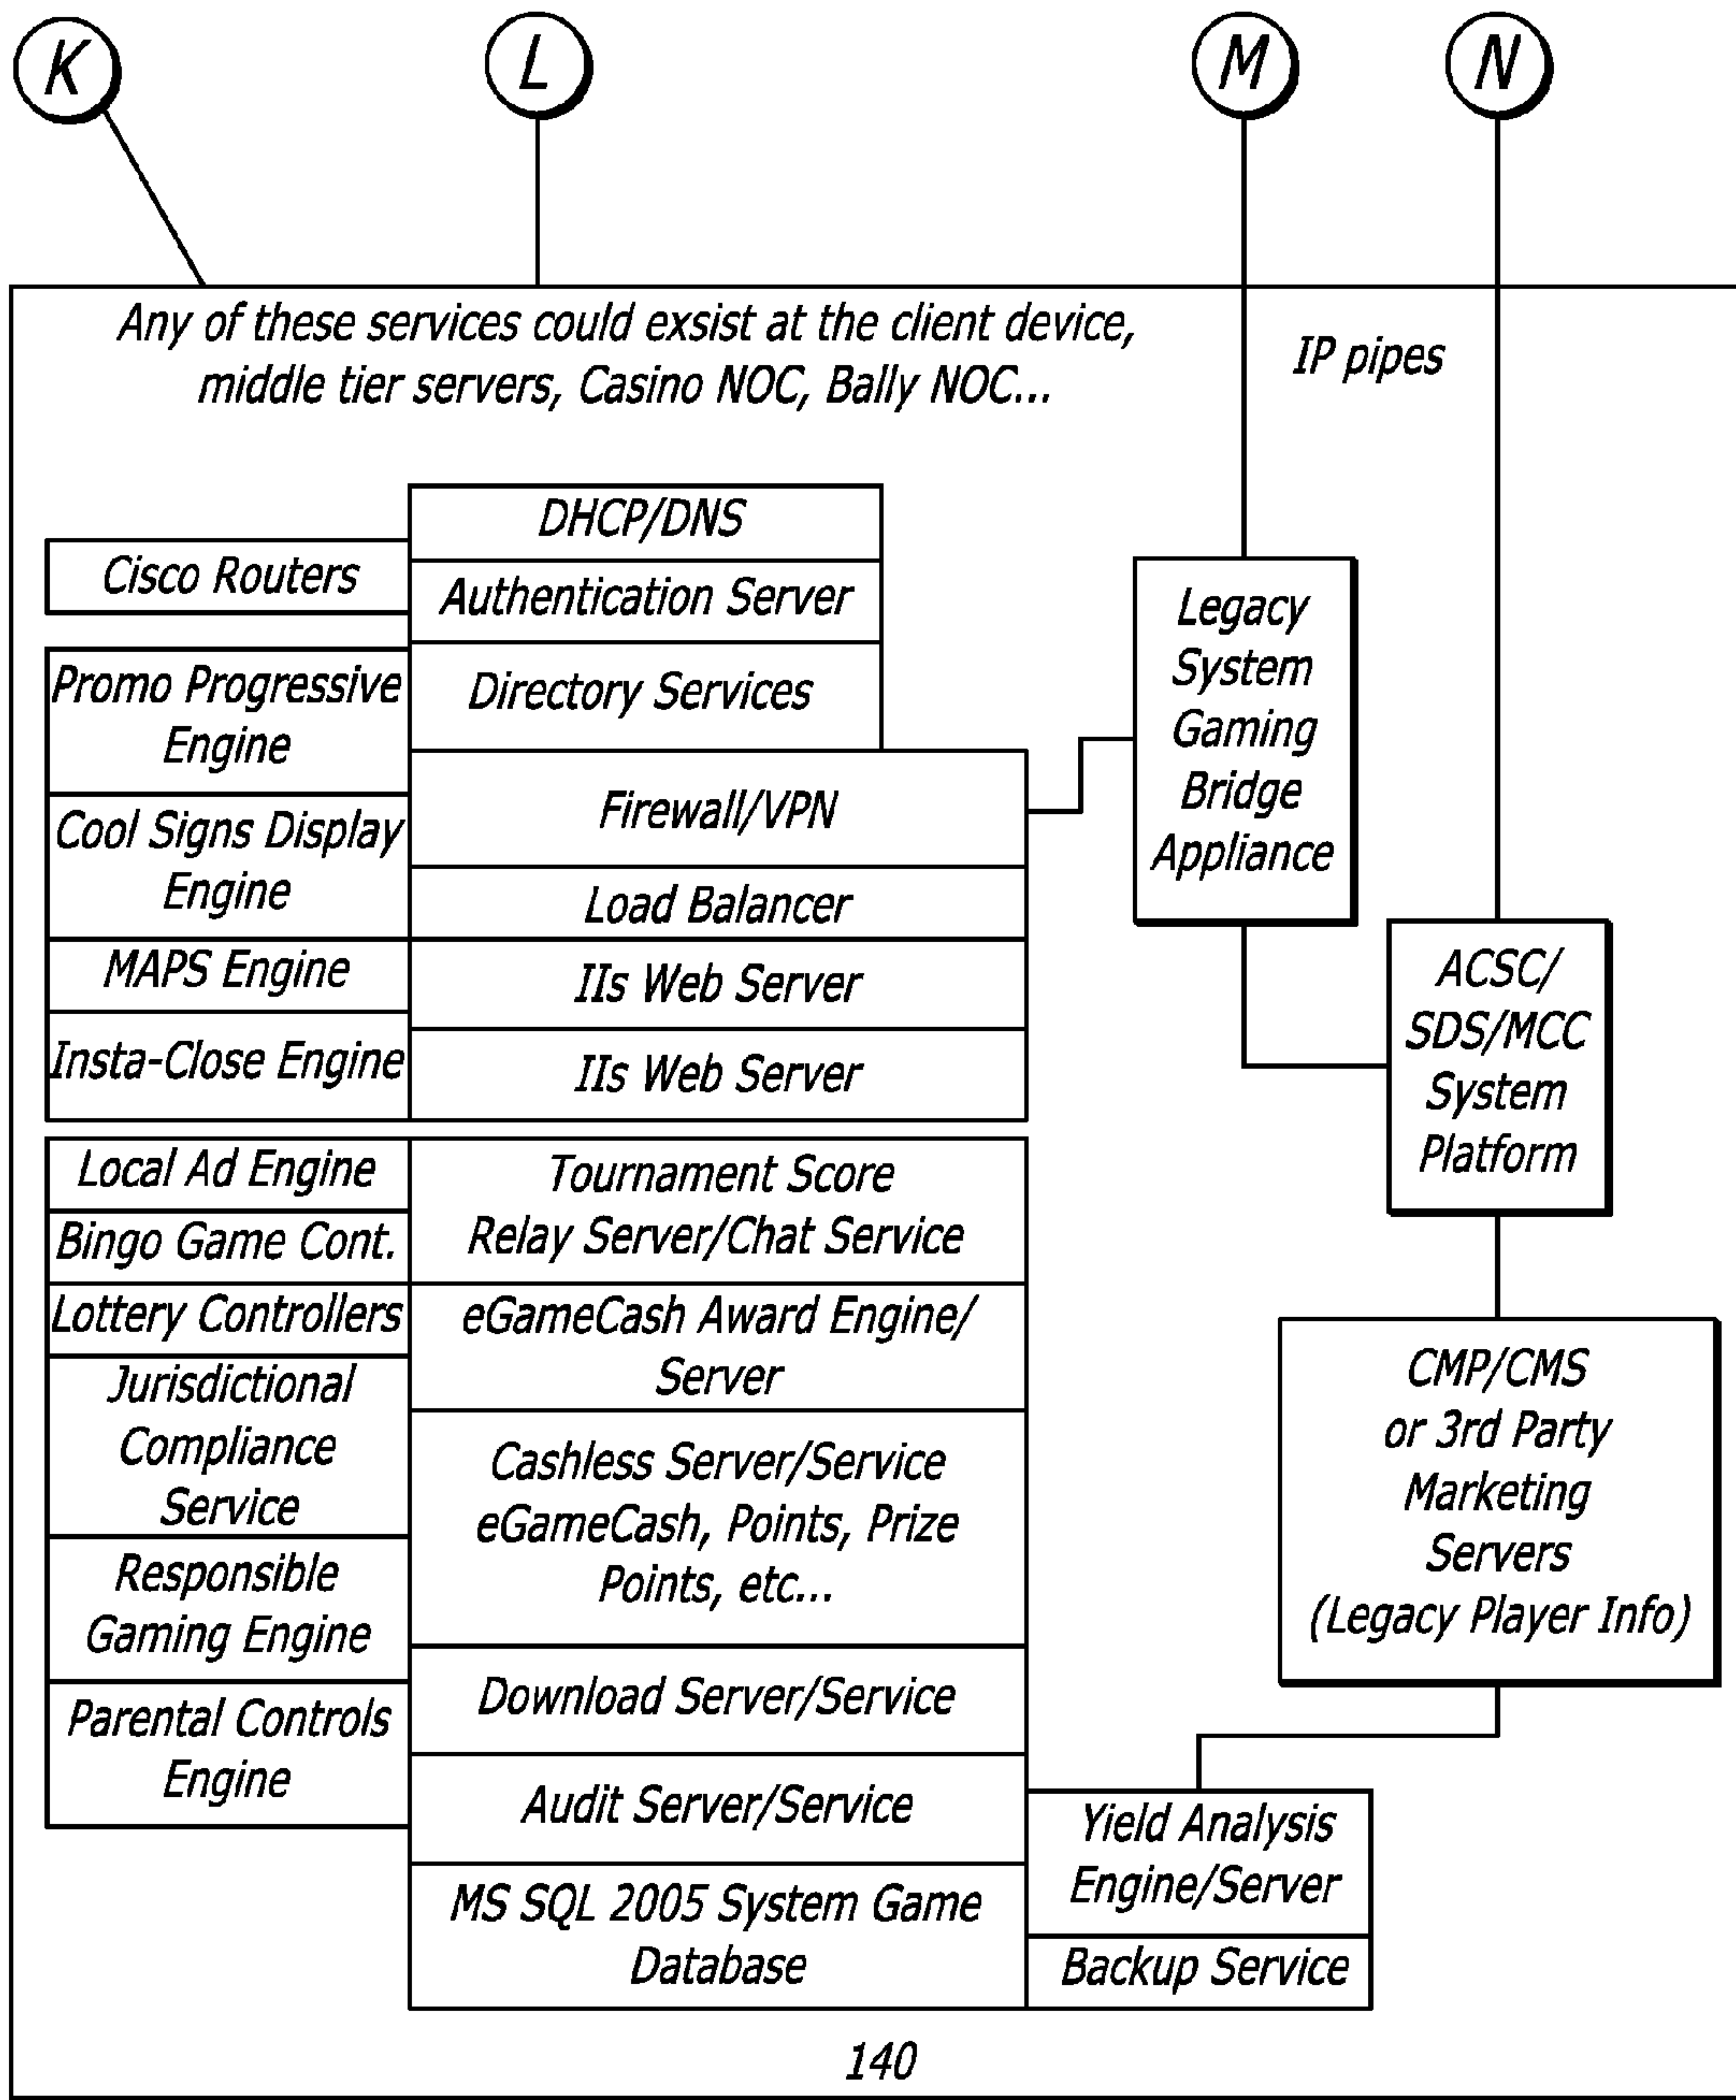 K
L
M
N
Any of these services could exsist at the client device,
middle tier servers, Casino NOC, Bally NOC...
IP pipes
Cisco Routers
Promo Progressive
Engine
Cool Signs Display
Engine
MAPS Engine
Insta-Close Engine
DHCP/DNS
Authentication Server
Directory Services
Firewall/VPN
Load Balancer
IIs Web Server
IIs Web Server
Legacy
System
Gaming
Bridge
Appliance
ACSC/
SDS/MCC
System
Platform
Local Ad Engine
Bingo Game Cont.
Lottery Controllers
Jurisdictional
Compliance
Service
Responsible
Gaming Engine
Parental Controls
Engine
Tournament Score
Relay Server/Chat Service
eGameCash Award Engine/
Server
Cashless Server/Service
eGameCash, Points, Prize
Points, etc...
Download Server/Service
Audit Server/Service
MS SQL 2005 System Game
Database
CMP/CMS
or 3rd Party
Marketing
Servers
(Legacy Player Info)
Yield Analysis
Engine/Server
Backup Service
140